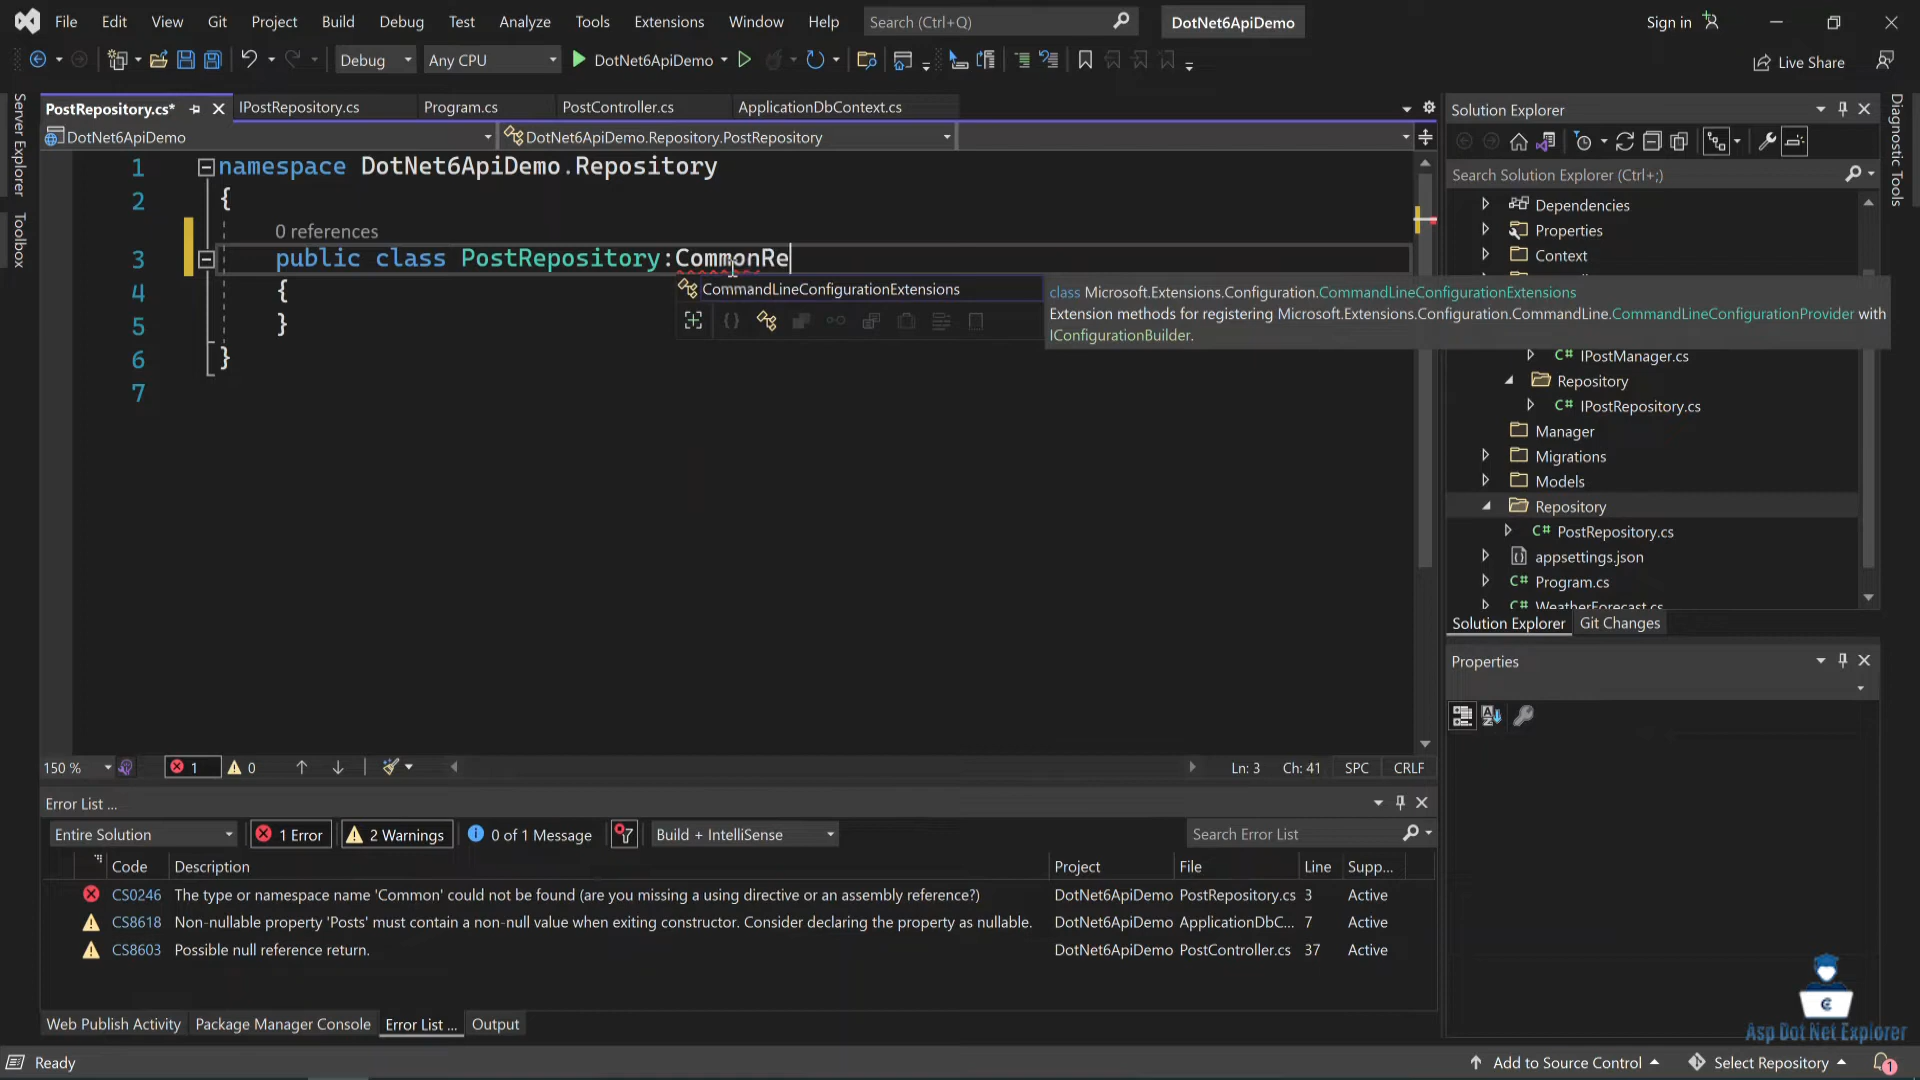 File Edit View Git Project Build Debug Test Analyze Tools Extensions Window Help Search (Ctrl+Q) DotNet6ApiDemo Sign in
Debug Any CPU DotNet6ApiDemo Live Share
Server Explorer
Toolbox
PostRepository.cs* IPostRepository.cs Program.cs PostController.cs ApplicationDbContext.cs
DotNet6ApiDemo DotNet6ApiDemo.Repository.PostRepository
1 namespace DotNet6ApiDemo.Repository
2 {
0 references
3 public class PostRepository:CommonRe
4 {
5 }
6 }
7
CommandLineConfigurationExtensions
class Microsoft.Extensions.Configuration.CommandLineConfigurationExtensions
Extension methods for registering Microsoft.Extensions.Configuration.CommandLine.CommandLineConfigurationProvider with
IConfigurationBuilder.
Solution Explorer
Search Solution Explorer (Ctrl+;)
Dependencies
Properties
Context
IPostManager.cs
Repository
IPostRepository.cs
Manager
Migrations
Models
Repository
PostRepository.cs
appsettings.json
Program.cs
WeatherForecast.cs
Solution Explorer Git Changes
Properties
Diagnostic Tools
150 % 1 0 Ln: 3 Ch: 41 SPC CRLF
Error List ...
Entire Solution 1 Error 2 Warnings 0 of 1 Message Build + IntelliSense Search Error List
Code Description Project File Line Supp...
CS0246 The type or namespace name 'Common' could not be found (are you missing a using directive or an assembly reference?) DotNet6ApiDemo PostRepository.cs 3 Active
CS8618 Non-nullable property 'Posts' must contain a non-null value when exiting constructor. Consider declaring the property as nullable. DotNet6ApiDemo ApplicationDbC... 7 Active
CS8603 Possible null reference return. DotNet6ApiDemo PostController.cs 37 Active
Web Publish Activity Package Manager Console Error List ... Output
Asp Dot Net Explorer
Ready Add to Source Control Select Repository 1